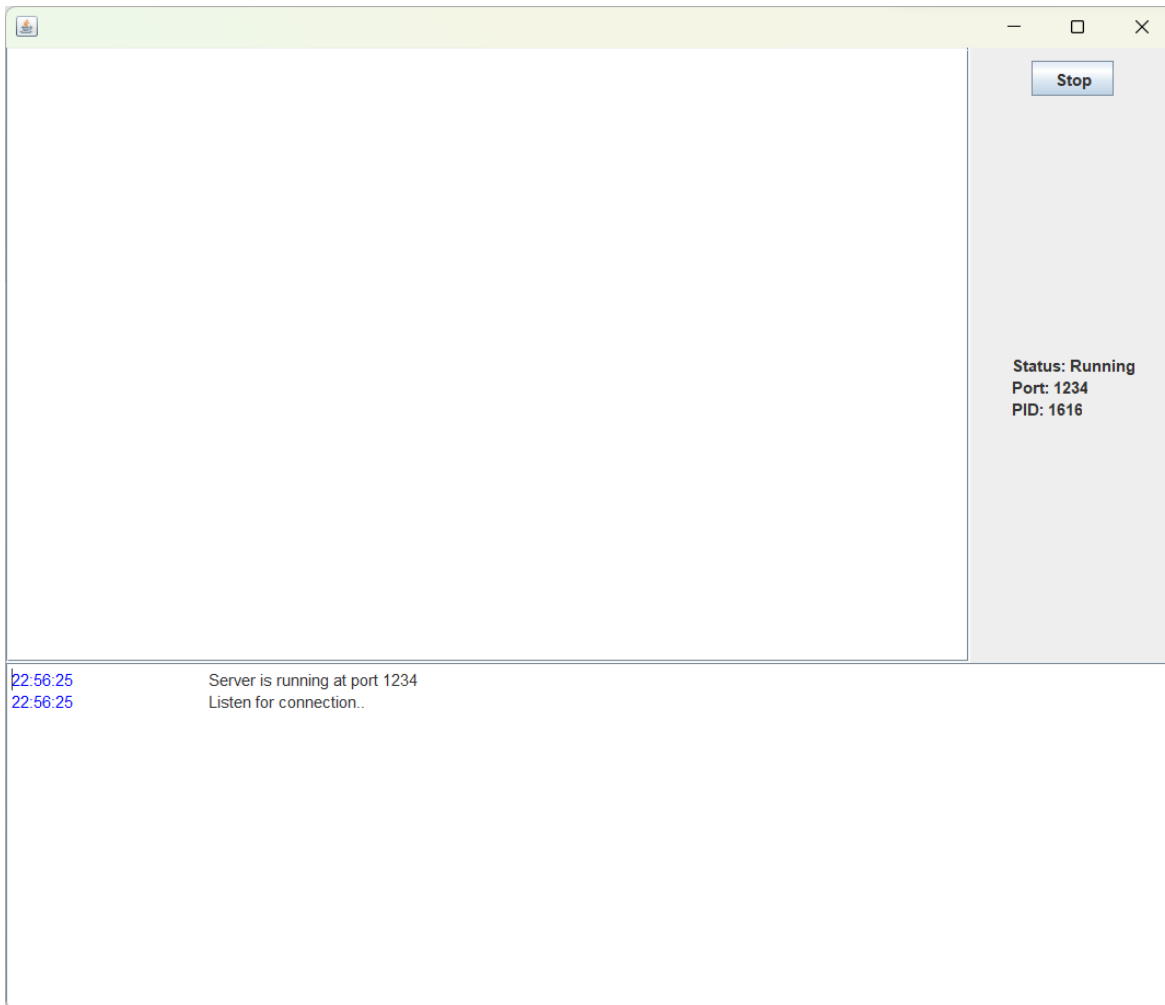 Stop
Status: Running
Port: 1234
PID: 1616
22:56:25 Server is running at port 1234
22:56:25 Listen for connection..